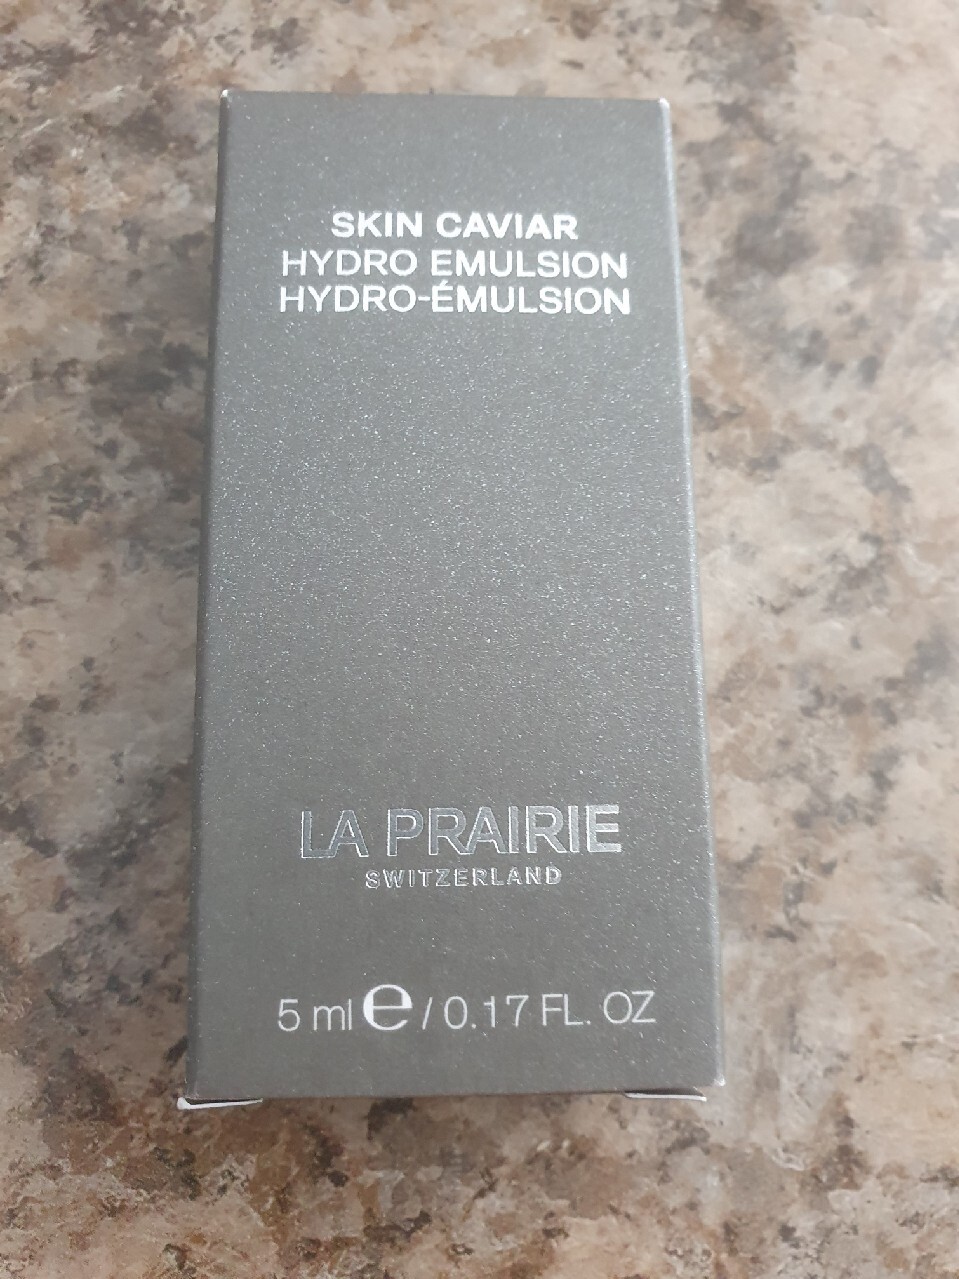 SKIN CAVIAR
HYDRO EMULSION
HYDRO-ÉMULSION
LA PRAIRIE
SWITZERLAND
5 ml ℮ / 0.17 FL. OZ